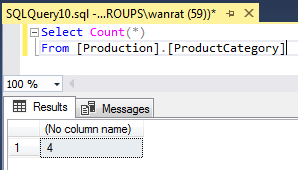 SQLQuery10.sql -...ROUPS\wanrat (59))*
Select Count(*)
From [Production].[ProductCategory]
100 %
Results Messages
(No column name)
1 4